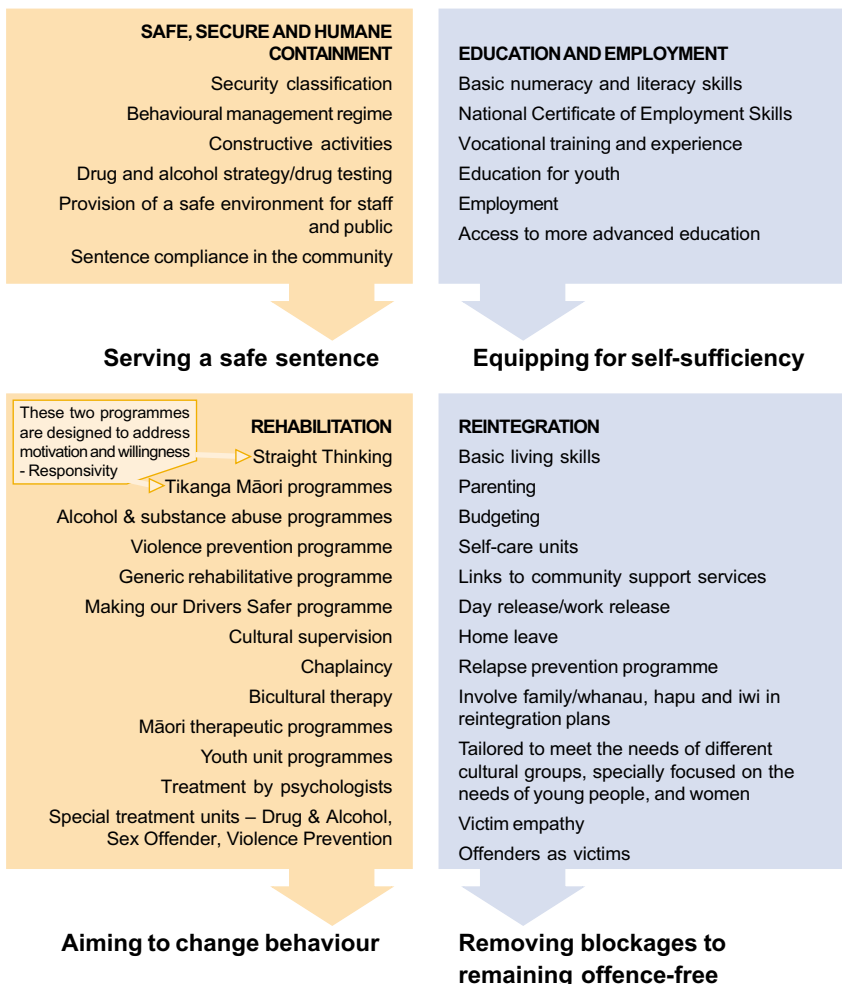 SAFE, SECURE AND HUMANE
CONTAINMENT
Security classification
Behavioural management regime
Constructive activities
Drug and alcohol strategy/drug testing
Provision of a safe environment for staff
and public
Sentence compliance in the community
Serving a safe sentence
EDUCATION AND EMPLOYMENT
Basic numeracy and literacy skills
National Certificate of Employment Skills
Vocational training and experience
Education for youth
Employment
Access to more advanced education
Equipping for self-sufficiency
These two programmes
are designed to address
motivation and willingness
- Responsivity
REHABILITATION
Straight Thinking
Tikanga Māori programmes
Alcohol & substance abuse programmes
Violence prevention programme
Generic rehabilitative programme
Making our Drivers Safer programme
Cultural supervision
Chaplaincy
Bicultural therapy
Māori therapeutic programmes
Youth unit programmes
Treatment by psychologists
Special treatment units – Drug & Alcohol,
Sex Offender, Violence Prevention
Aiming to change behaviour
REINTEGRATION
Basic living skills
Parenting
Budgeting
Self-care units
Links to community support services
Day release/work release
Home leave
Relapse prevention programme
Involve family/whanau, hapu and iwi in
reintegration plans
Tailored to meet the needs of different
cultural groups, specially focused on the
needs of young people, and women
Victim empathy
Offenders as victims
Removing blockages to
remaining offence-free